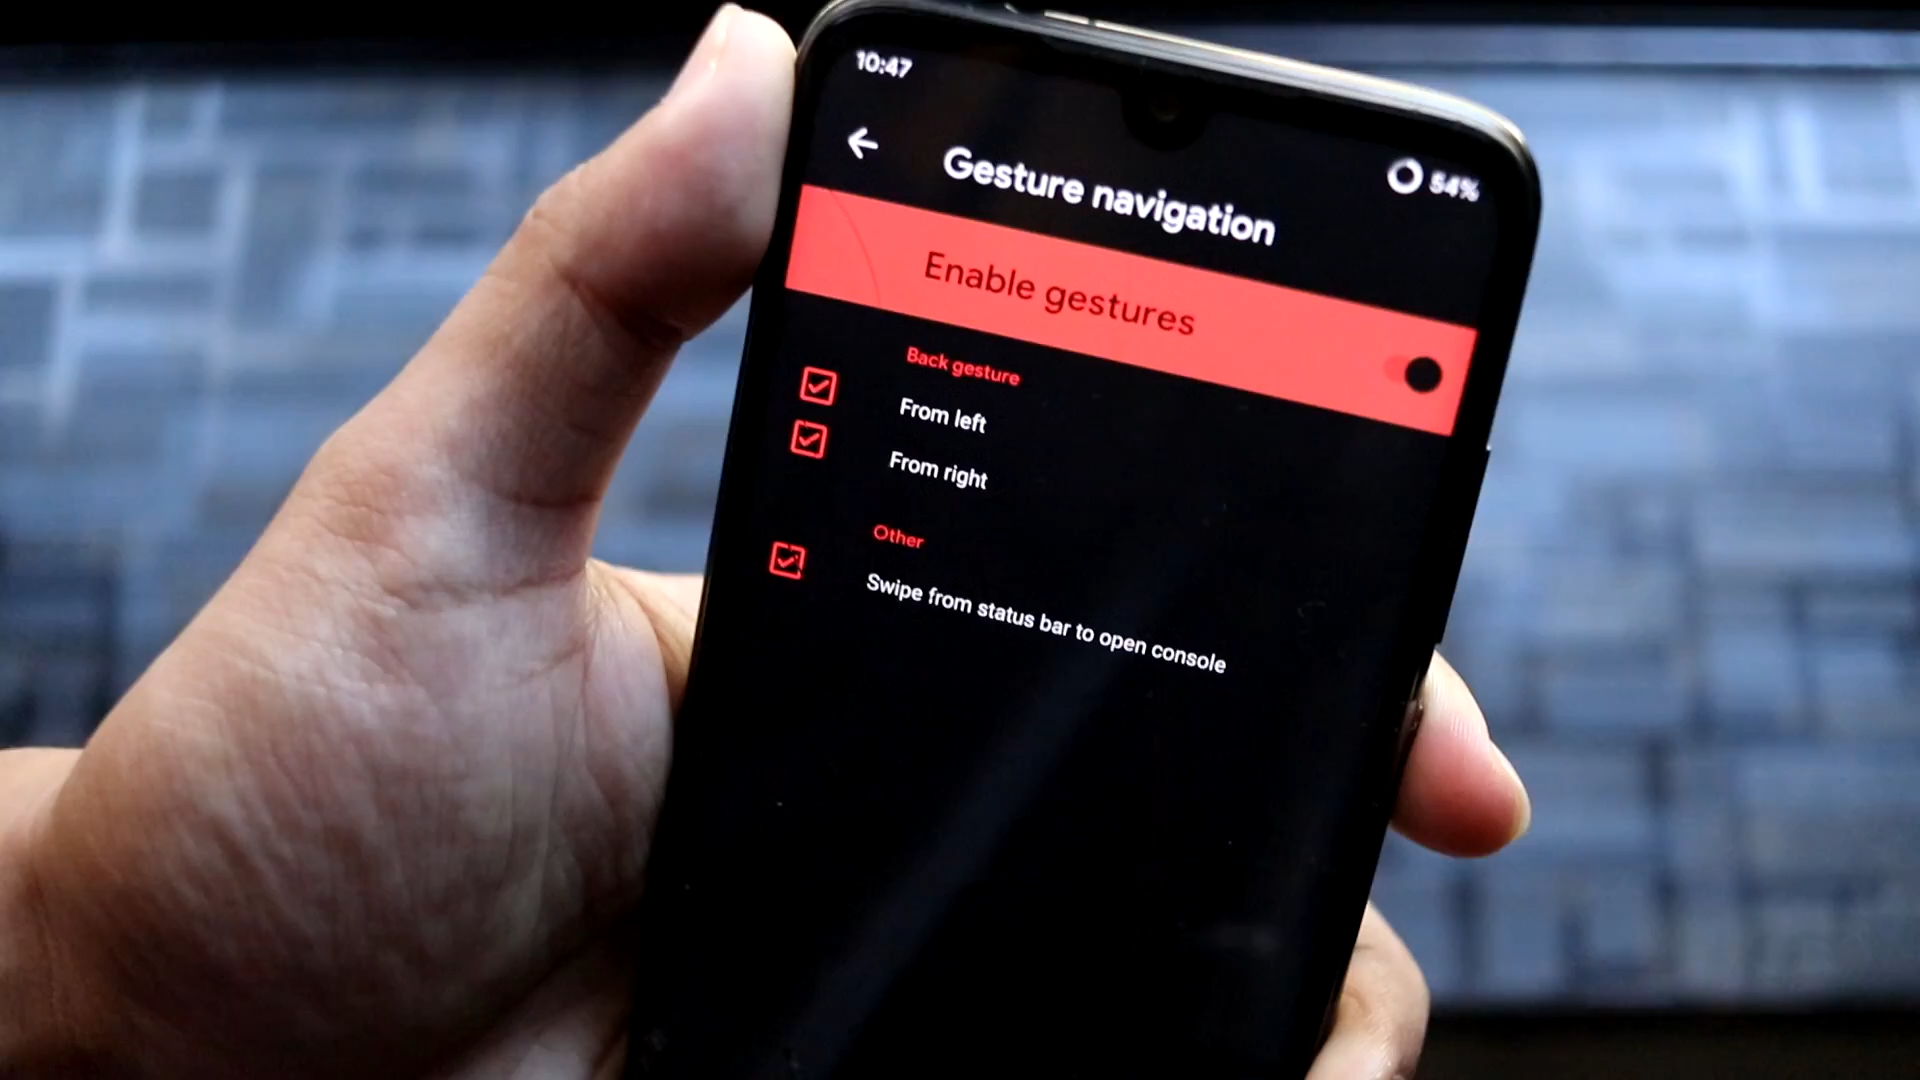 10:47
54%
Gesture navigation
Enable gestures
Back gesture
From left
From right
Other
Swipe from status bar to open console